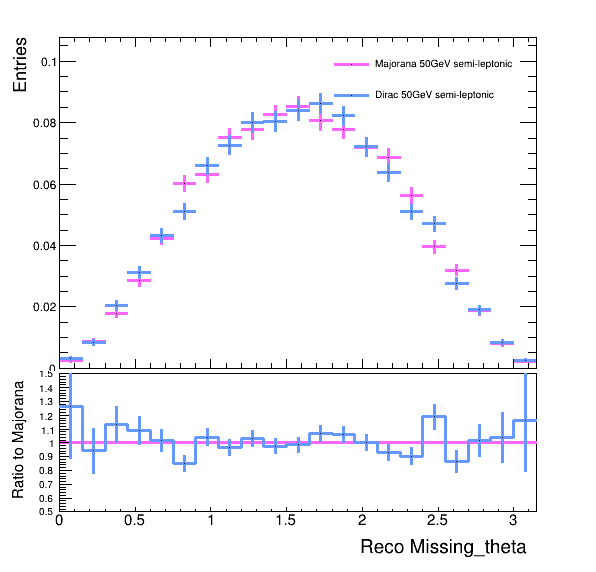 Entries
0.1
0.08
0.06
0.04
0.02
0
Majorana 50GeV semi-leptonic
Dirac 50GeV semi-leptonic
Ratio to Majorana
1.5
1.4
1.3
1.2
1.1
1
0.9
0.8
0.7
0.6
0.5
0 0.5 1 1.5 2 2.5 3
Reco Missing_theta